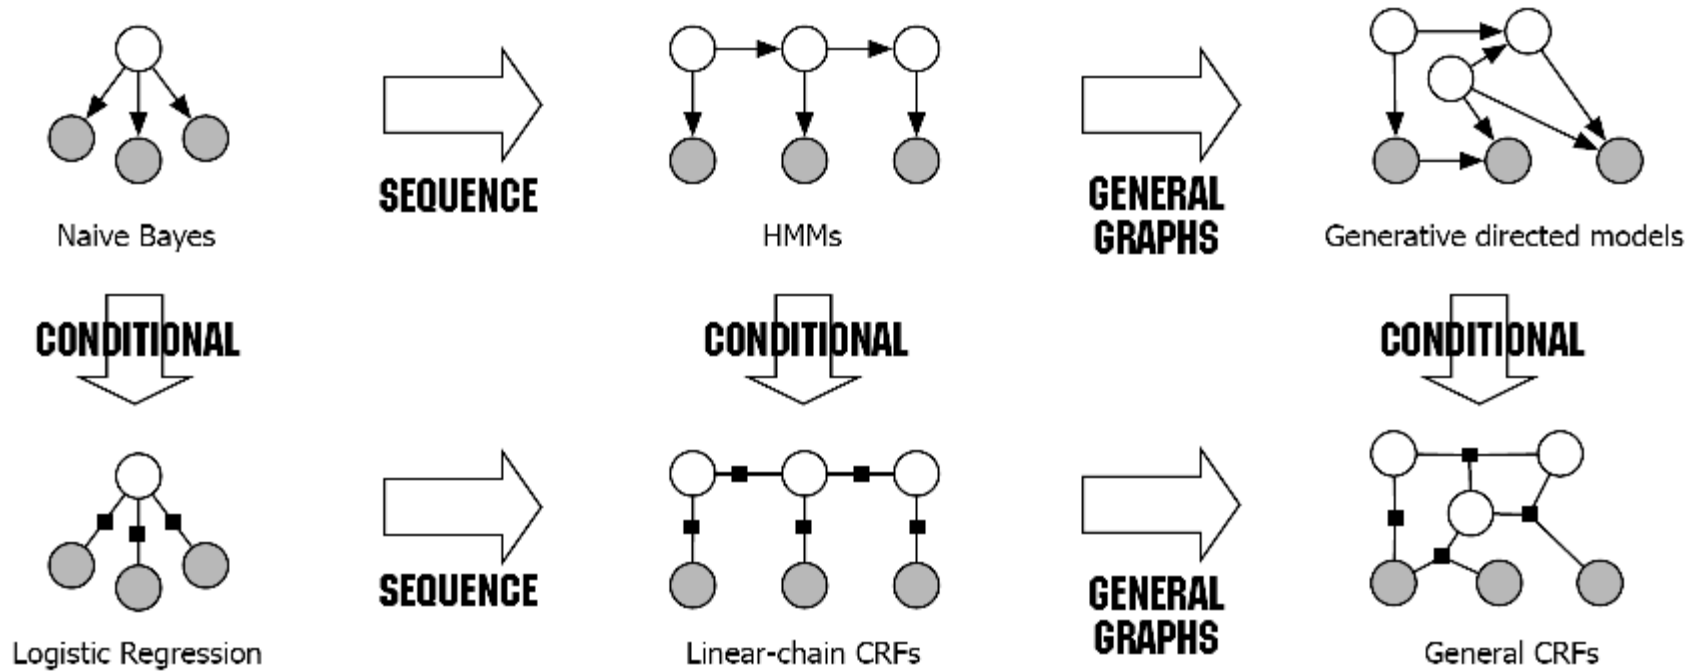 SEQUENCE
GENERAL
GRAPHS
Naive Bayes
HMMs
Generative directed models
CONDITIONAL
CONDITIONAL
CONDITIONAL
SEQUENCE
GENERAL
GRAPHS
Logistic Regression
Linear-chain CRFs
General CRFs